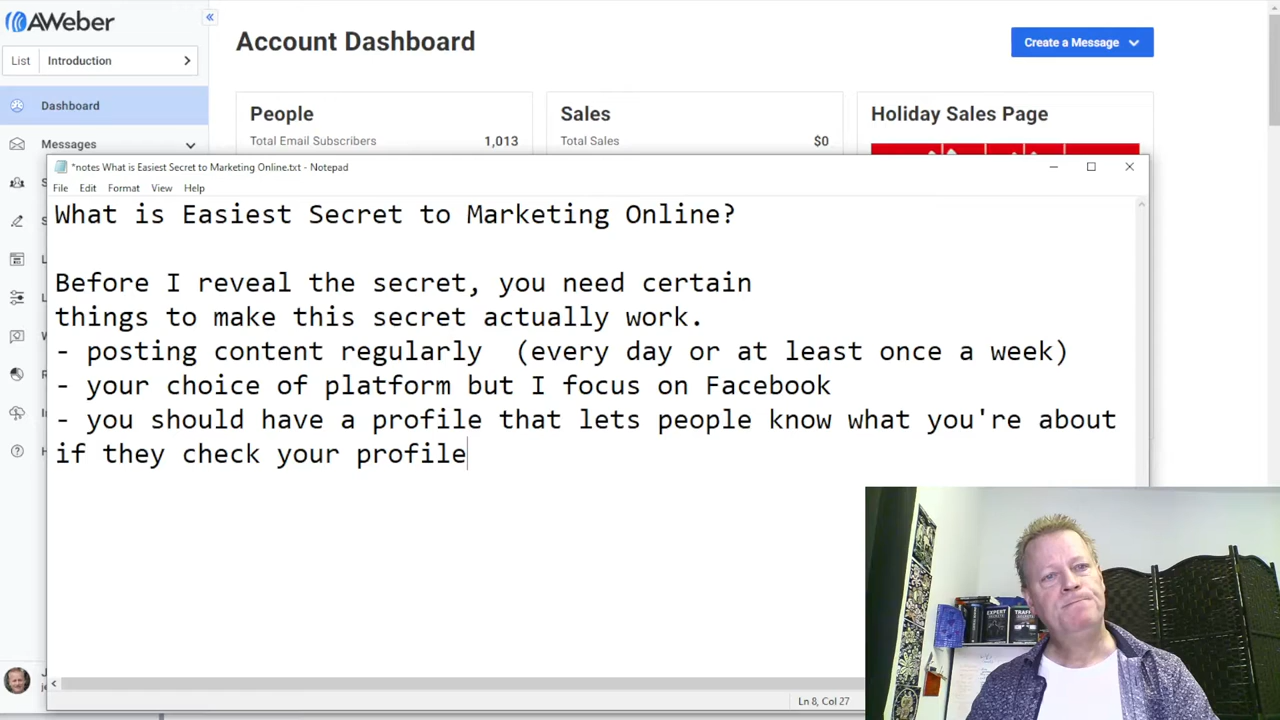 AWeber
«
Account Dashboard
Create a Message
List
Introduction
Dashboard
People
Sales
Holiday Sales Page
Total Email Subscribers
1,013
Total Sales
$0
Messages
*notes What is Easiest Secret to Marketing Online.txt - Notepad
File Edit Format View Help
What is Easiest Secret to Marketing Online?
Before I reveal the secret, you need certain
things to make this secret actually work.
- posting content regularly  (every day or at least once a week)
- your choice of platform but I focus on Facebook
- you should have a profile that lets people know what you're about
if they check your profile
EXPERT
SECRETS
Ln 8, Col 27